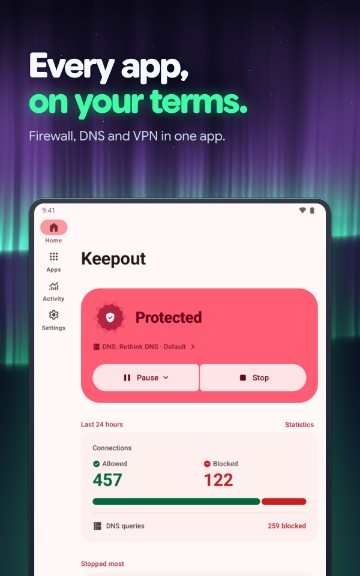 Every app,
on your terms.
Firewall, DNS and VPN in one app.
9:41
Home
Apps
Activity
Settings
Keepout
Protected
DNS: Rethink DNS · Default
Pause
Stop
Last 24 hours
Statistics
Connections
Allowed
Blocked
457
122
DNS queries
259 blocked
Stopped most